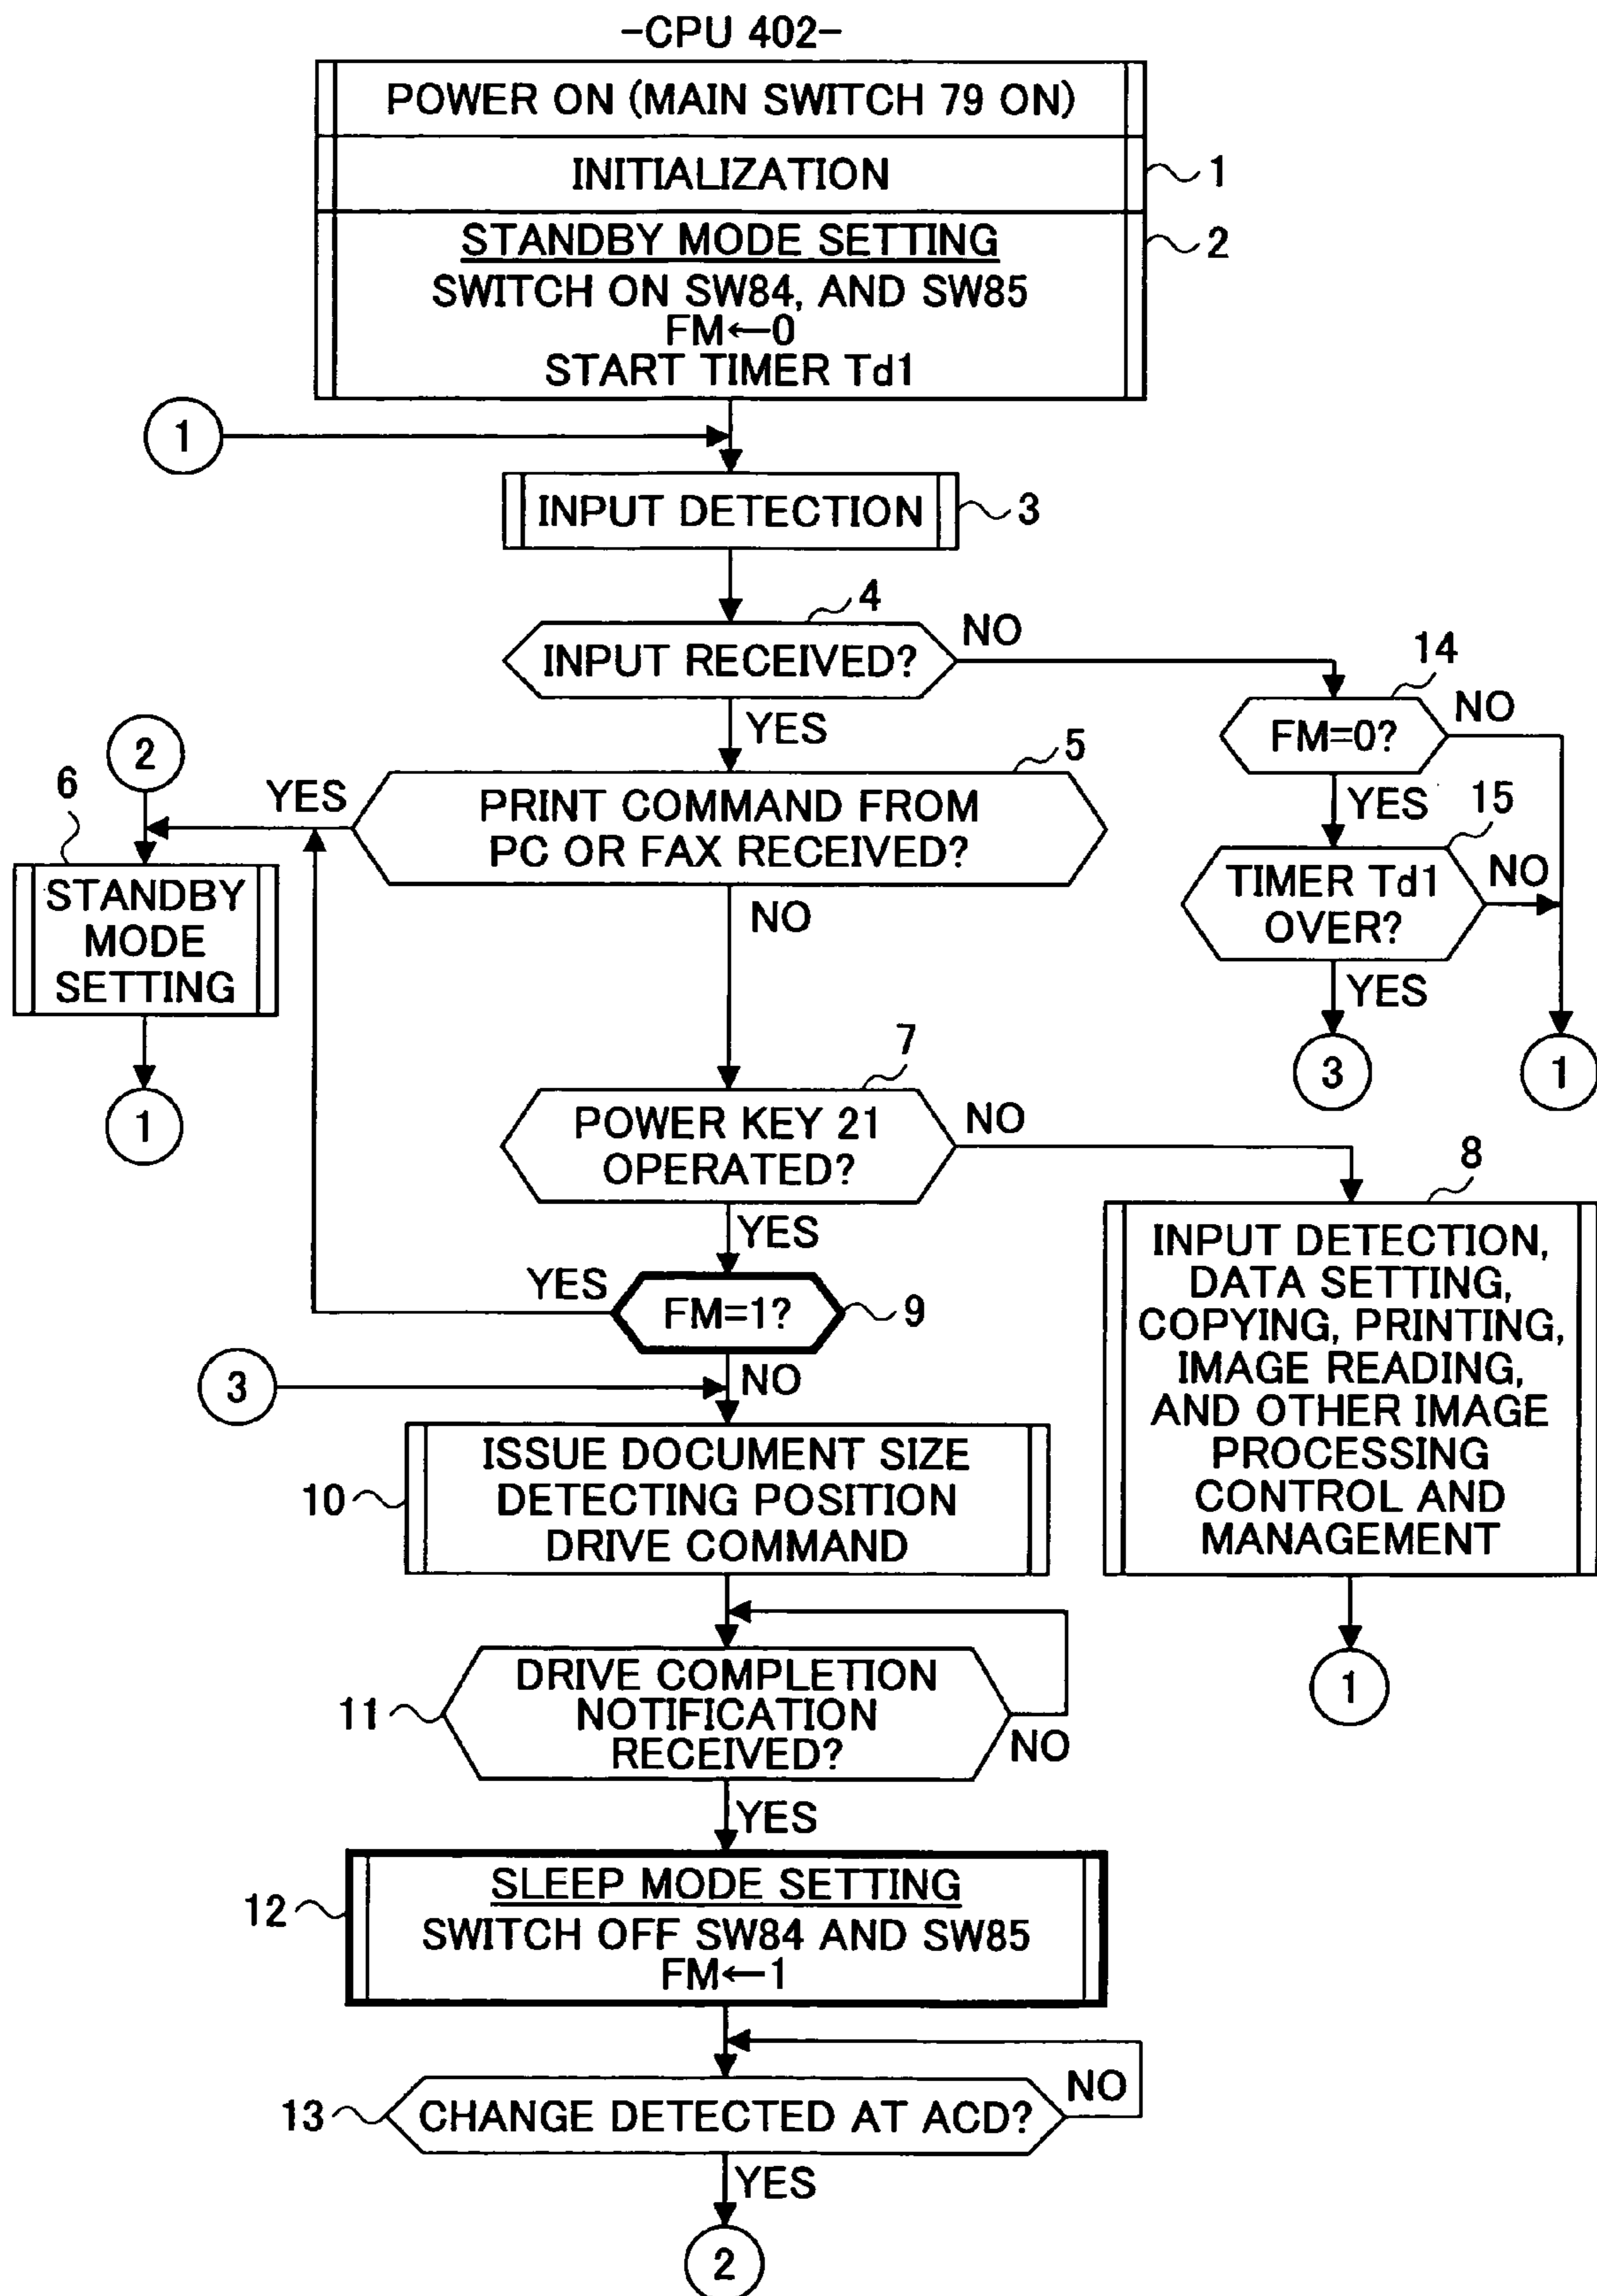 -CPU 402-
POWER ON (MAIN SWITCH 79 ON)
INITIALIZATION
1
STANDBY MODE SETTING
2
SWITCH ON SW84, AND SW85
FM←0
START TIMER Td1
1
INPUT DETECTION
3
4
INPUT RECEIVED?
NO
YES
14
FM=0?
NO
YES
15
TIMER Td1
OVER?
NO
YES
3
1
2
6
STANDBY
MODE
SETTING
1
5
YES
PRINT COMMAND FROM
PC OR FAX RECEIVED?
NO
7
POWER KEY 21
OPERATED?
NO
YES
8
INPUT DETECTION,
DATA SETTING,
COPYING, PRINTING,
IMAGE READING,
AND OTHER IMAGE
PROCESSING
CONTROL AND
MANAGEMENT
1
YES
FM=1?
9
NO
3
ISSUE DOCUMENT SIZE
DETECTING POSITION
DRIVE COMMAND
10
DRIVE COMPLETION
NOTIFICATION
RECEIVED?
11
NO
YES
SLEEP MODE SETTING
12
SWITCH OFF SW84 AND SW85
FM←1
13
CHANGE DETECTED AT ACD?
NO
YES
2